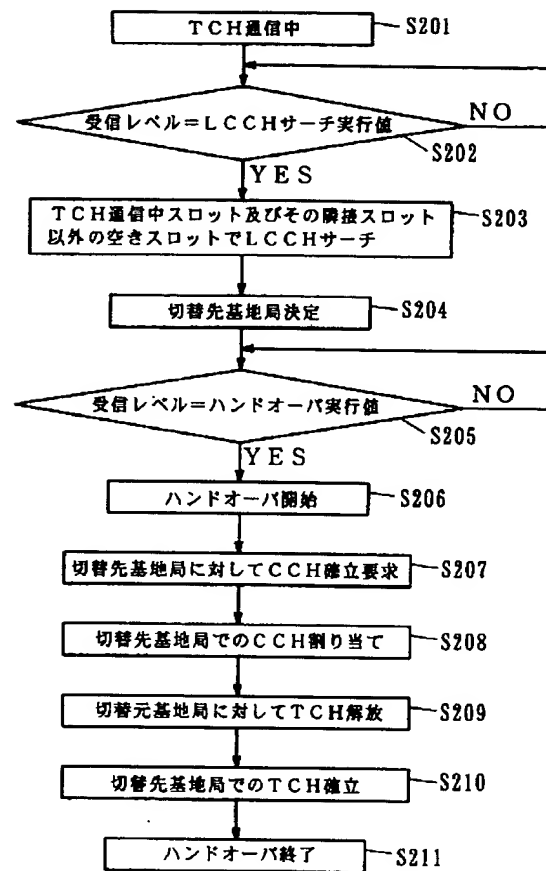 TCH通信中 S201
受信レベル=LCCHサーチ実行値 NO
S202
YES
TCH通信中スロット及びその隣接スロット
以外の空きスロットでLCCHサーチ S203
切替先基地局決定 S204
受信レベル=ハンドオーバ実行値 NO
S205
YES
ハンドオーバ開始 S206
切替先基地局に対してCCH確立要求 S207
切替先基地局でのCCH割り当て S208
切替元基地局に対してTCH解放 S209
切替先基地局でのTCH確立 S210
ハンドオーバ終了 S211